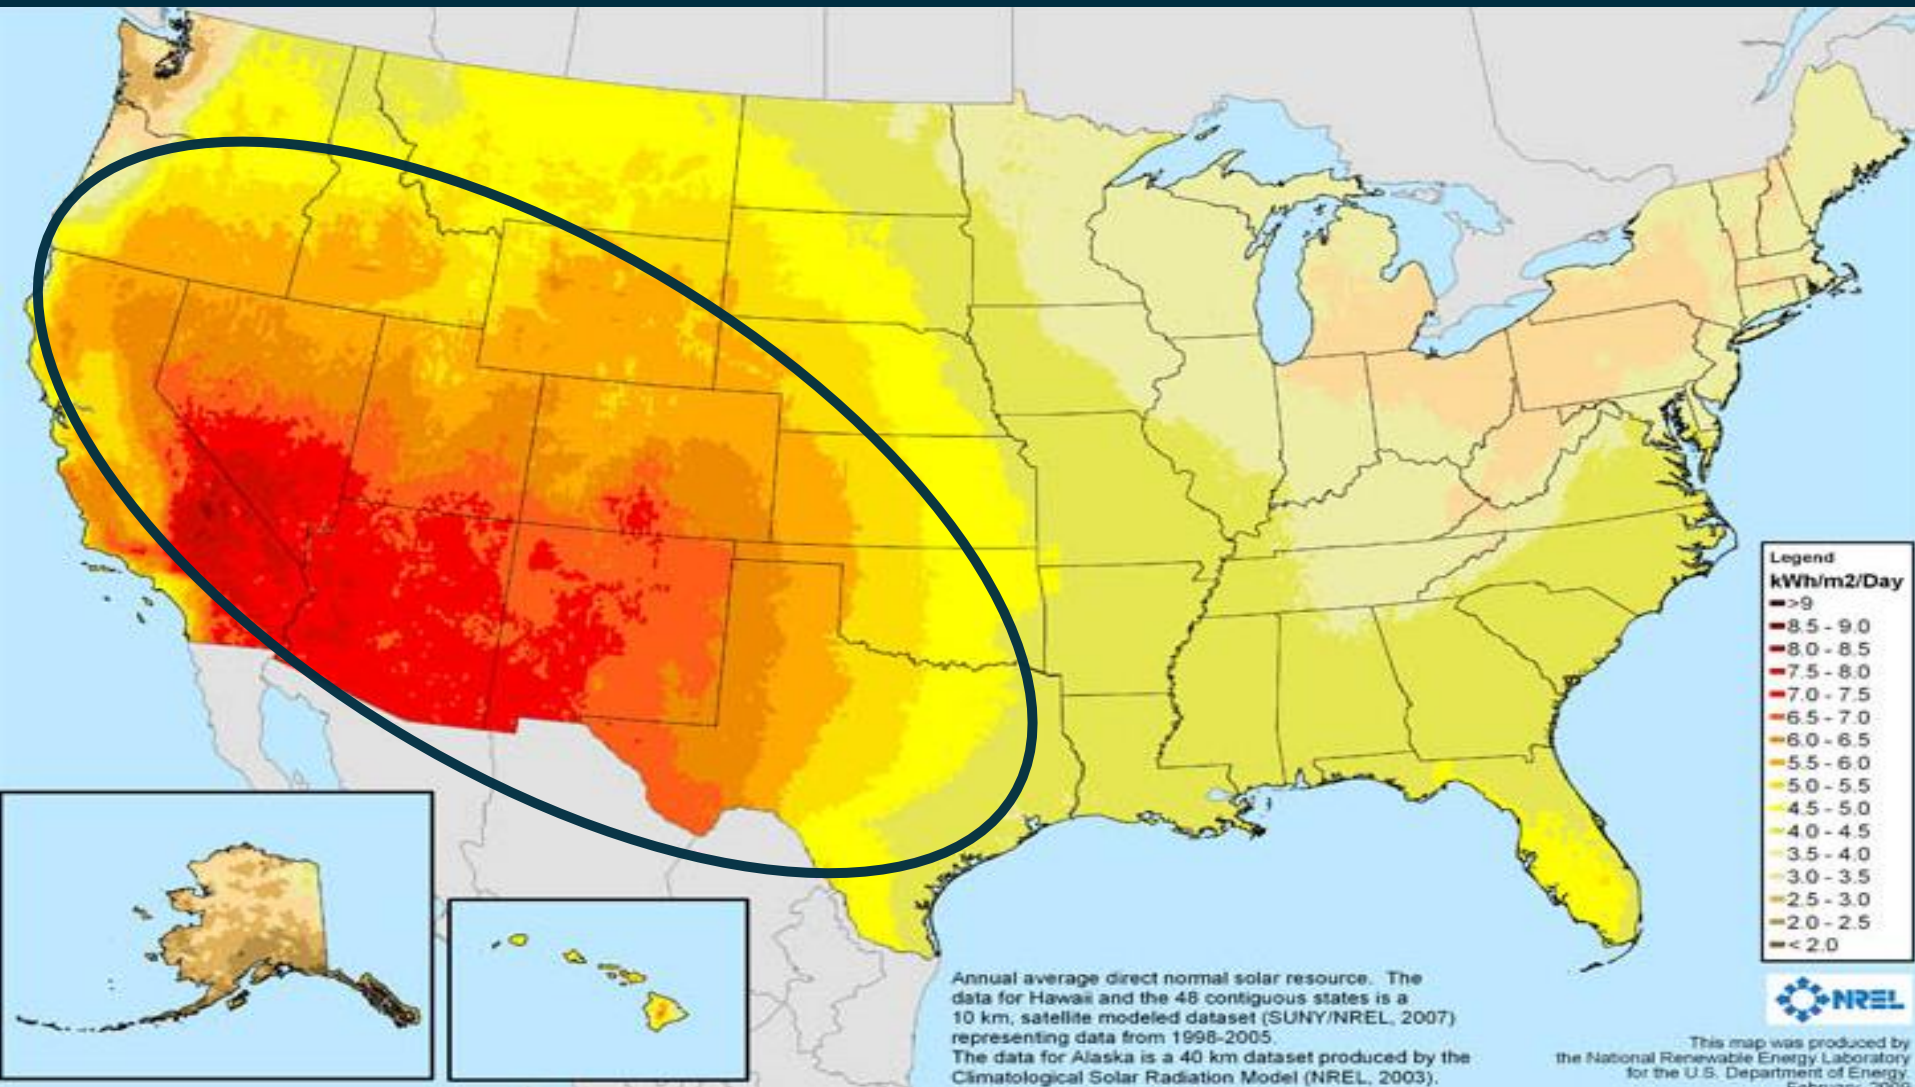 Legend
kWh/m2/Day
>9
8.5 - 9.0
8.0 - 8.5
7.5 - 8.0
7.0 - 7.5
6.5 - 7.0
6.0 - 6.5
5.5 - 6.0
5.0 - 5.5
4.5 - 5.0
4.0 - 4.5
3.5 - 4.0
3.0 - 3.5
2.5 - 3.0
2.0 - 2.5
< 2.0
Annual average direct normal solar resource. The
data for Hawaii and the 48 contiguous states is a
10 km, satellite modeled dataset (SUNY/NREL, 2007)
representing data from 1998-2005.
The data for Alaska is a 40 km dataset produced by the
Climatological Solar Radiation Model (NREL, 2003).
NREL
This map was produced by
the National Renewable Energy Laboratory
for the U.S. Department of Energy.